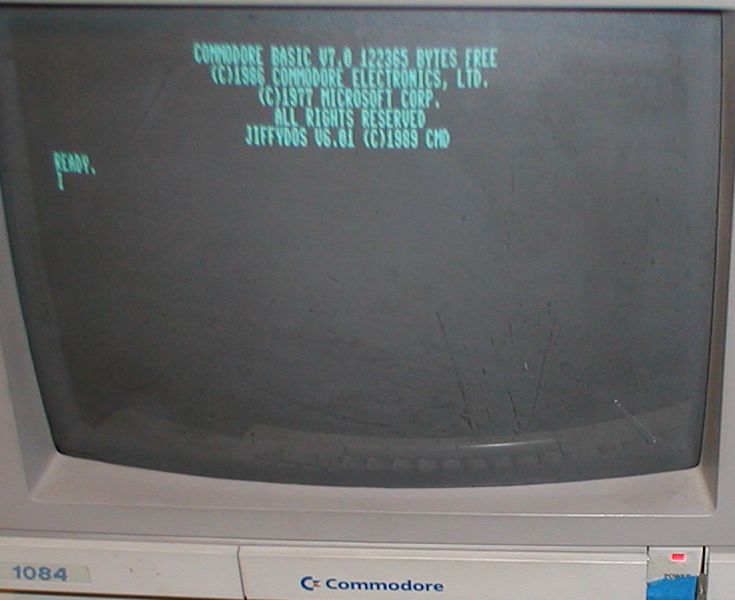 COMMODORE BASIC V7.0 122365 BYTES FREE
(C)1986 COMMODORE ELECTRONICS, LTD.
(C)1977 MICROSOFT CORP.
ALL RIGHTS RESERVED
JIFFYDOS V6.01 (C)1989 CMD
READY.
1084
Commodore
POWER